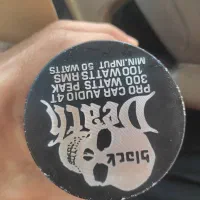 black
Death
PRO CAR AUDIO 4T
100 WATTS RMS
300 WATTS PEAK
MIN.INPUT 50 WATTS